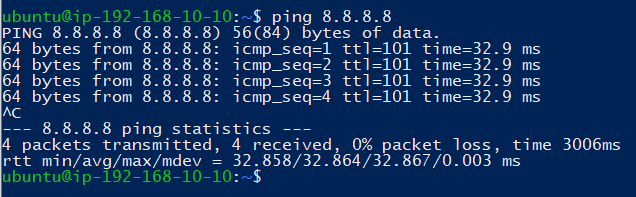 ubuntu@ip-192-168-10-10:~$ ping 8.8.8.8
PING 8.8.8.8 (8.8.8.8) 56(84) bytes of data.
64 bytes from 8.8.8.8: icmp_seq=1 ttl=101 time=32.9 ms
64 bytes from 8.8.8.8: icmp_seq=2 ttl=101 time=32.9 ms
64 bytes from 8.8.8.8: icmp_seq=3 ttl=101 time=32.9 ms
64 bytes from 8.8.8.8: icmp_seq=4 ttl=101 time=32.9 ms
^C
--- 8.8.8.8 ping statistics ---
4 packets transmitted, 4 received, 0% packet loss, time 3006ms
rtt min/avg/max/mdev = 32.858/32.864/32.867/0.003 ms
ubuntu@ip-192-168-10-10:~$